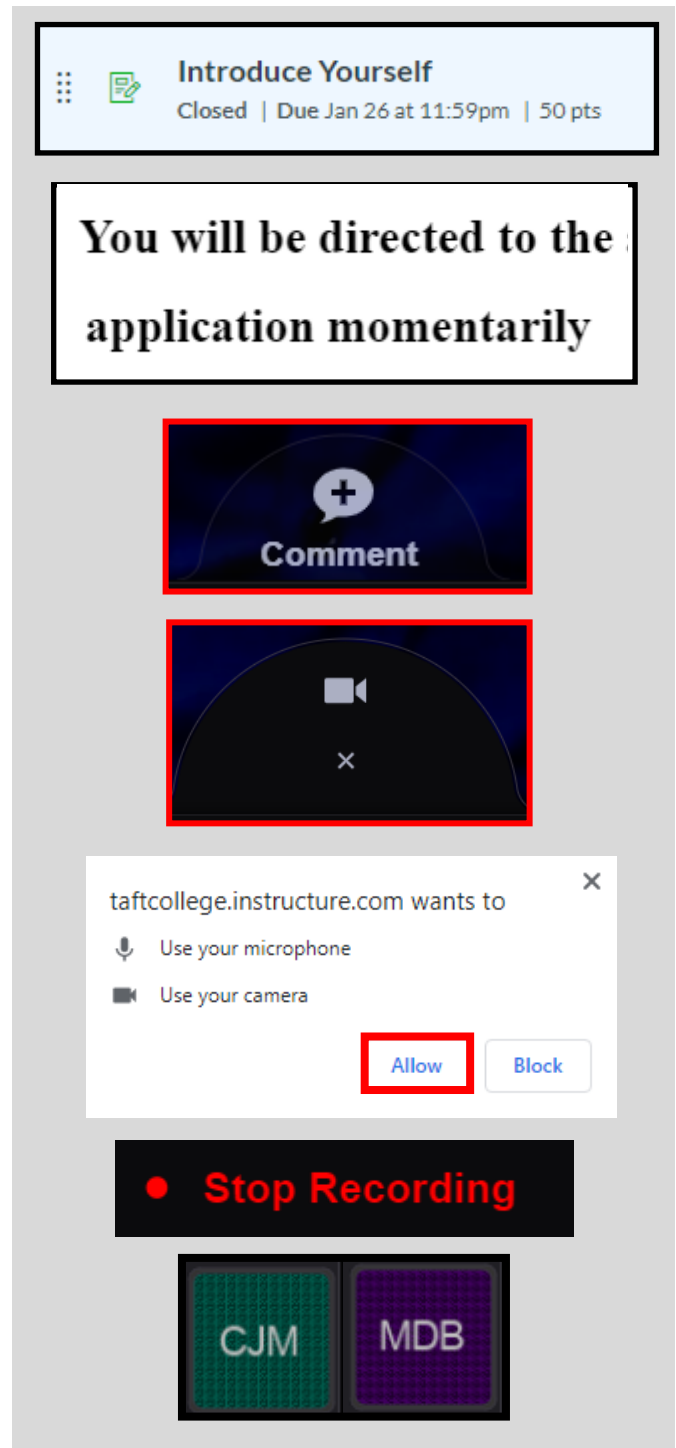 Introduce Yourself
Closed | Due Jan 26 at 11:59pm | 50 pts
You will be directed to the
application momentarily
Comment
taftcollege.instructure.com wants to
Use your microphone
Use your camera
Allow Block
Stop Recording
CJM MDB